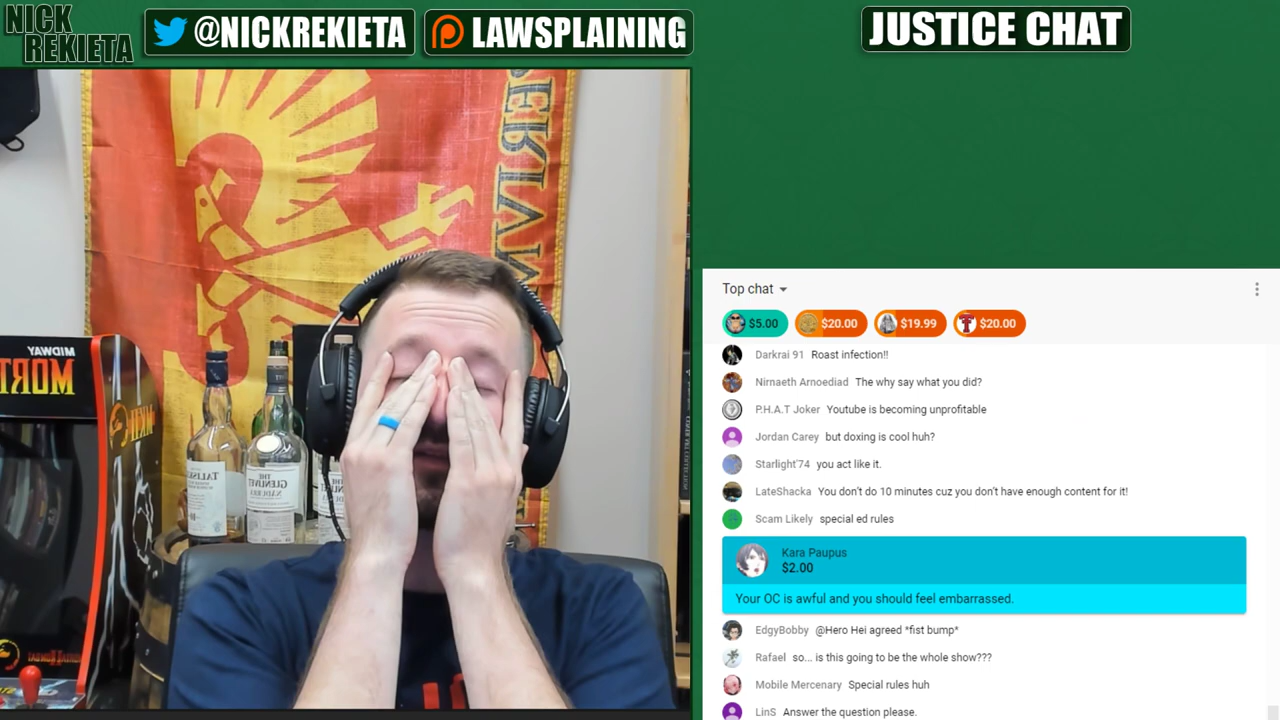 NICK
REKIETA
@NICKREKIETA
LAWSPLAINING
JUSTICE CHAT
MIDWAY
MORT
MKII
TALISK
THE
GLENLIVET
NADURRA
Top chat
$5.00
$20.00
$19.99
$20.00
Darkrai 91 Roast infection!!
Nirnaeth Arnoediad The why say what you did?
P.H.A.T Joker Youtube is becoming unprofitable
Jordan Carey but doxing is cool huh?
Starlight'74 you act like it.
LateShacka You don't do 10 minutes cuz you don't have enough content for it!
Scam Likely special ed rules
Kara Paupus
$2.00
Your OC is awful and you should feel embarrassed.
EdgyBobby @Hero Hei agreed *fist bump*
Rafael so... is this going to be the whole show???
Mobile Mercenary Special rules huh
LinS Answer the question please.